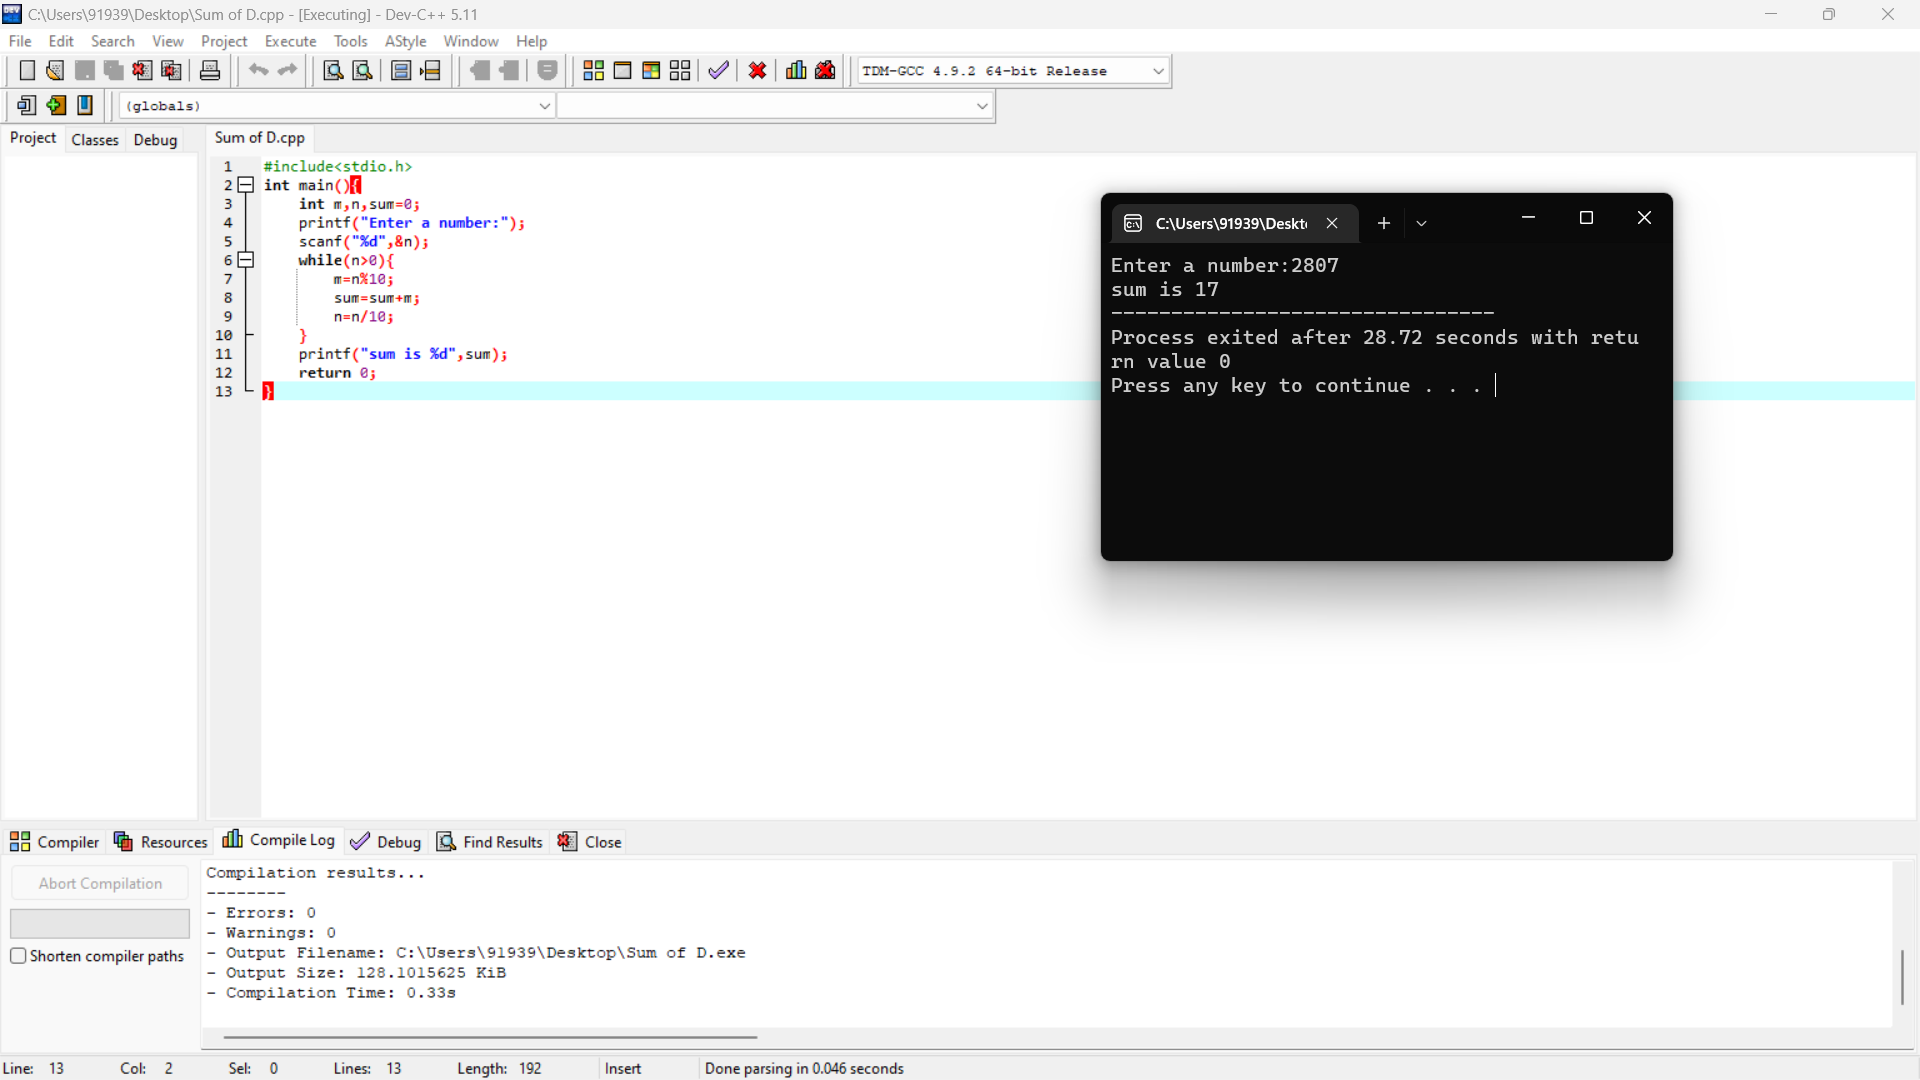 C:\Users\91939\Desktop\Sum of D.cpp - [Executing] - Dev-C++ 5.11
File Edit Search View Project Execute Tools AStyle Window Help
TDM-GCC 4.9.2 64-bit Release
(globals)
Project Classes Debug
Sum of D.cpp
1 #include<stdio.h>
2 int main(){
3 int m,n,sum=0;
4 printf("Enter a number:");
5 scanf("%d",&n);
6 while(n>0){
7 m=n%10;
8 sum=sum+m;
9 n=n/10;
10 }
11 printf("sum is %d",sum);
12 return 0;
13 }
C:\Users\91939\Deskt
Enter a number:2807
sum is 17
--------------------------------
Process exited after 28.72 seconds with retu
rn value 0
Press any key to continue . . .
Compiler Resources Compile Log Debug Find Results Close
Abort Compilation
Shorten compiler paths
Compilation results...
--------
- Errors: 0
- Warnings: 0
- Output Filename: C:\Users\91939\Desktop\Sum of D.exe
- Output Size: 128.1015625 KiB
- Compilation Time: 0.33s
Line: 13 Col: 2 Sel: 0 Lines: 13 Length: 192 Insert Done parsing in 0.046 seconds